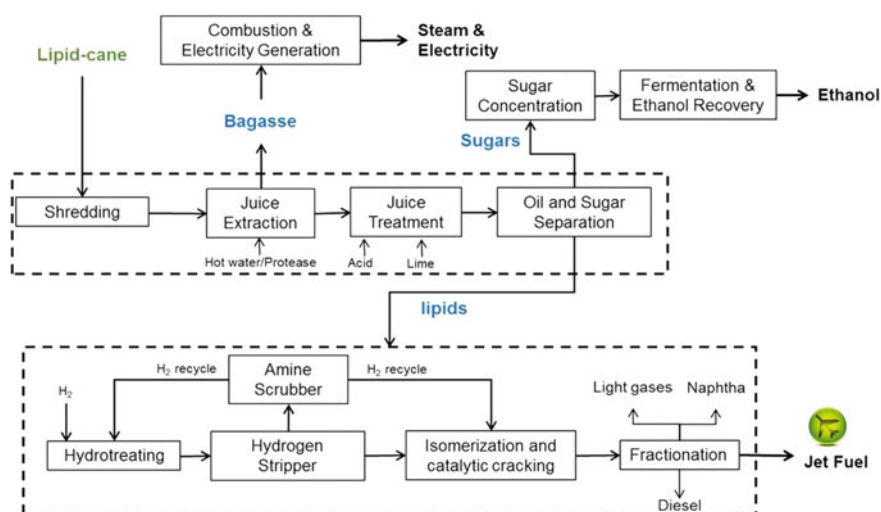 Lipid-cane
Combustion &
Electricity Generation
Steam &
Electricity
Sugar
Concentration
Fermentation &
Ethanol Recovery
Ethanol
Bagasse
Sugars
Shredding
Juice
Extraction
Juice
Treatment
Oil and Sugar
Separation
Hot water/Protease
Acid
Lime
lipids
H₂
H₂ recycle
Amine
Scrubber
H₂ recycle
Light gases
Naphtha
Hydrotreating
Hydrogen
Stripper
Isomerization and
catalytic cracking
Fractionation
Jet Fuel
Diesel